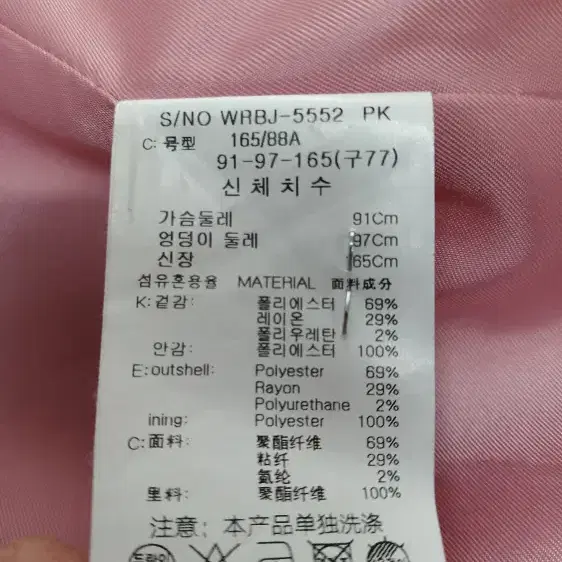 S/NO WRBJ-5552 PK
C: 号型 165/88A
91-97-165(구77)
신체치수
가슴둘레 91Cm
엉덩이 둘레 97Cm
신장 165Cm
섬유혼용율 MATERIAL 面料成分
K: 겉감: 폴리에스터 69%
레이온 29%
폴리우레탄 2%
안감: 폴리에스터 100%
E: outshell: Polyester 69%
Rayon 29%
Polyurethane 2%
ining: Polyester 100%
C: 面料: 聚酯纤维 69%
粘纤 29%
氨纶 2%
里料: 聚酯纤维 100%
注意: 本产品单独洗涤
드라이